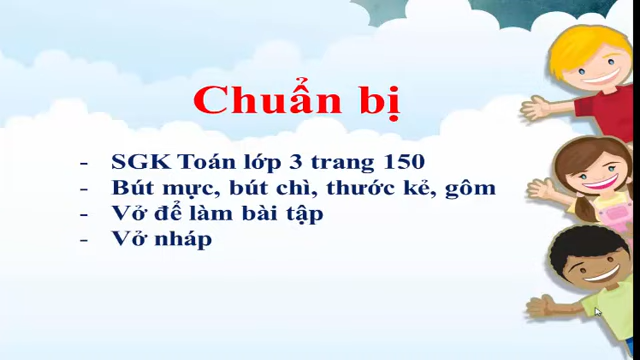 Chuẩn bị
- SGK Toán lớp 3 trang 150
- Bút mực, bút chì, thước kẻ, gôm
- Vở để làm bài tập
- Vở nháp